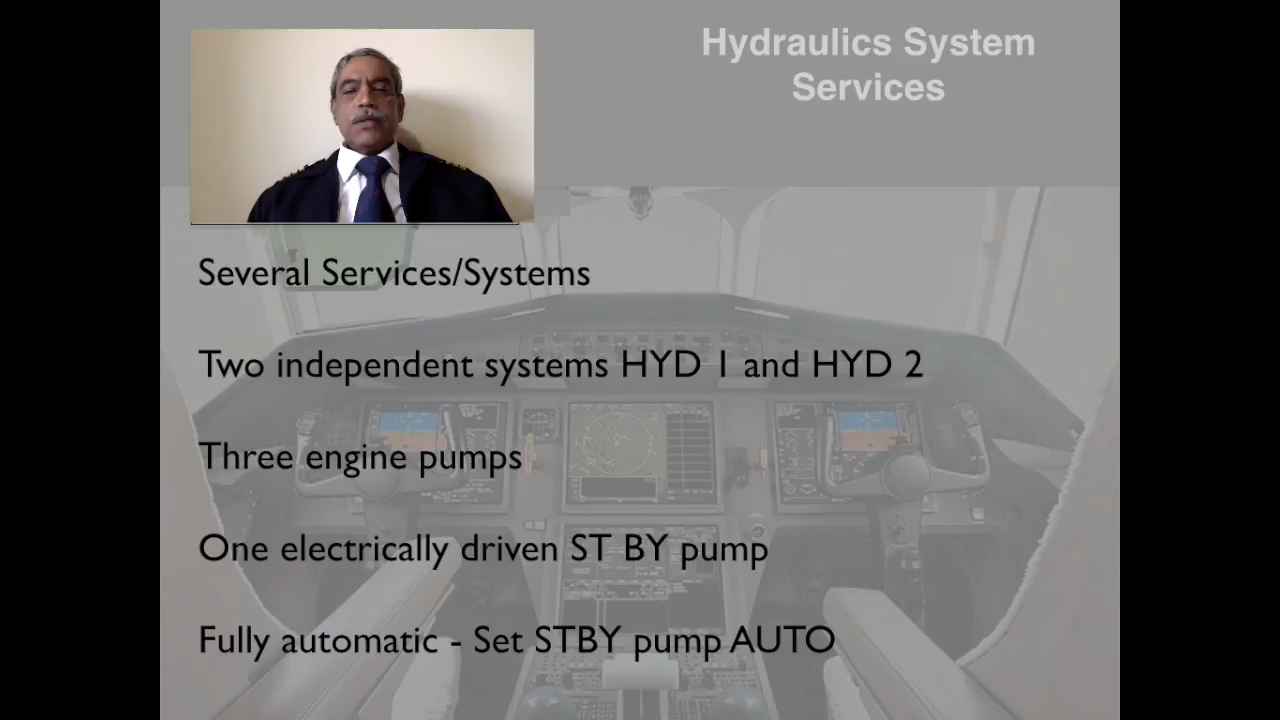 Hydraulics System
Services
Several Services/Systems
Two independent systems HYD 1 and HYD 2
Three engine pumps
One electrically driven ST BY pump
Fully automatic - Set STBY pump AUTO